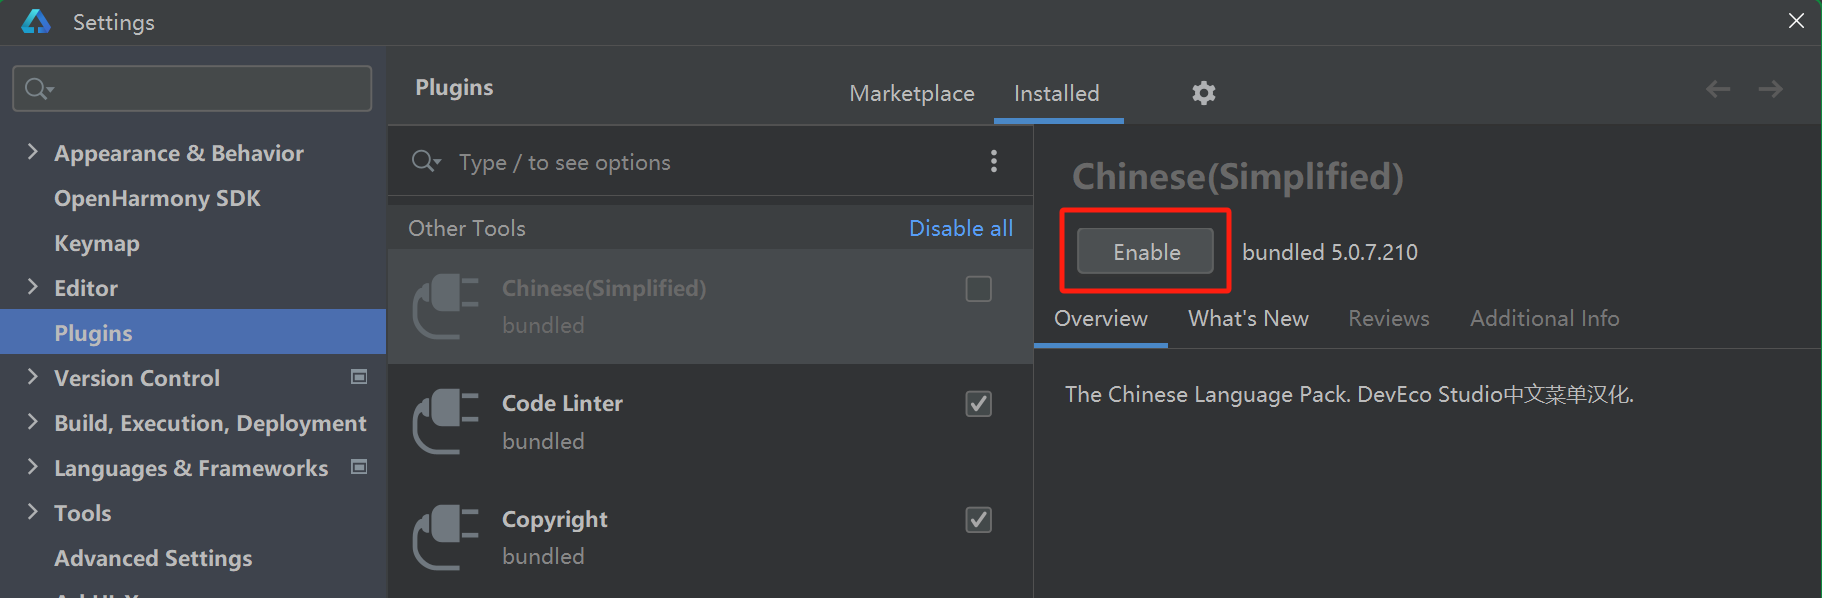 Settings
Appearance & Behavior
OpenHarmony SDK
Keymap
Editor
Plugins
Version Control
Build, Execution, Deployment
Languages & Frameworks
Tools
Advanced Settings
Plugins
Marketplace
Installed
Type / to see options
Other Tools
Disable all
Chinese(Simplified)
bundled
Code Linter
bundled
Copyright
bundled
Chinese(Simplified)
Enable
bundled 5.0.7.210
Overview
What's New
Reviews
Additional Info
The Chinese Language Pack. DevEco Studio中文菜单汉化.